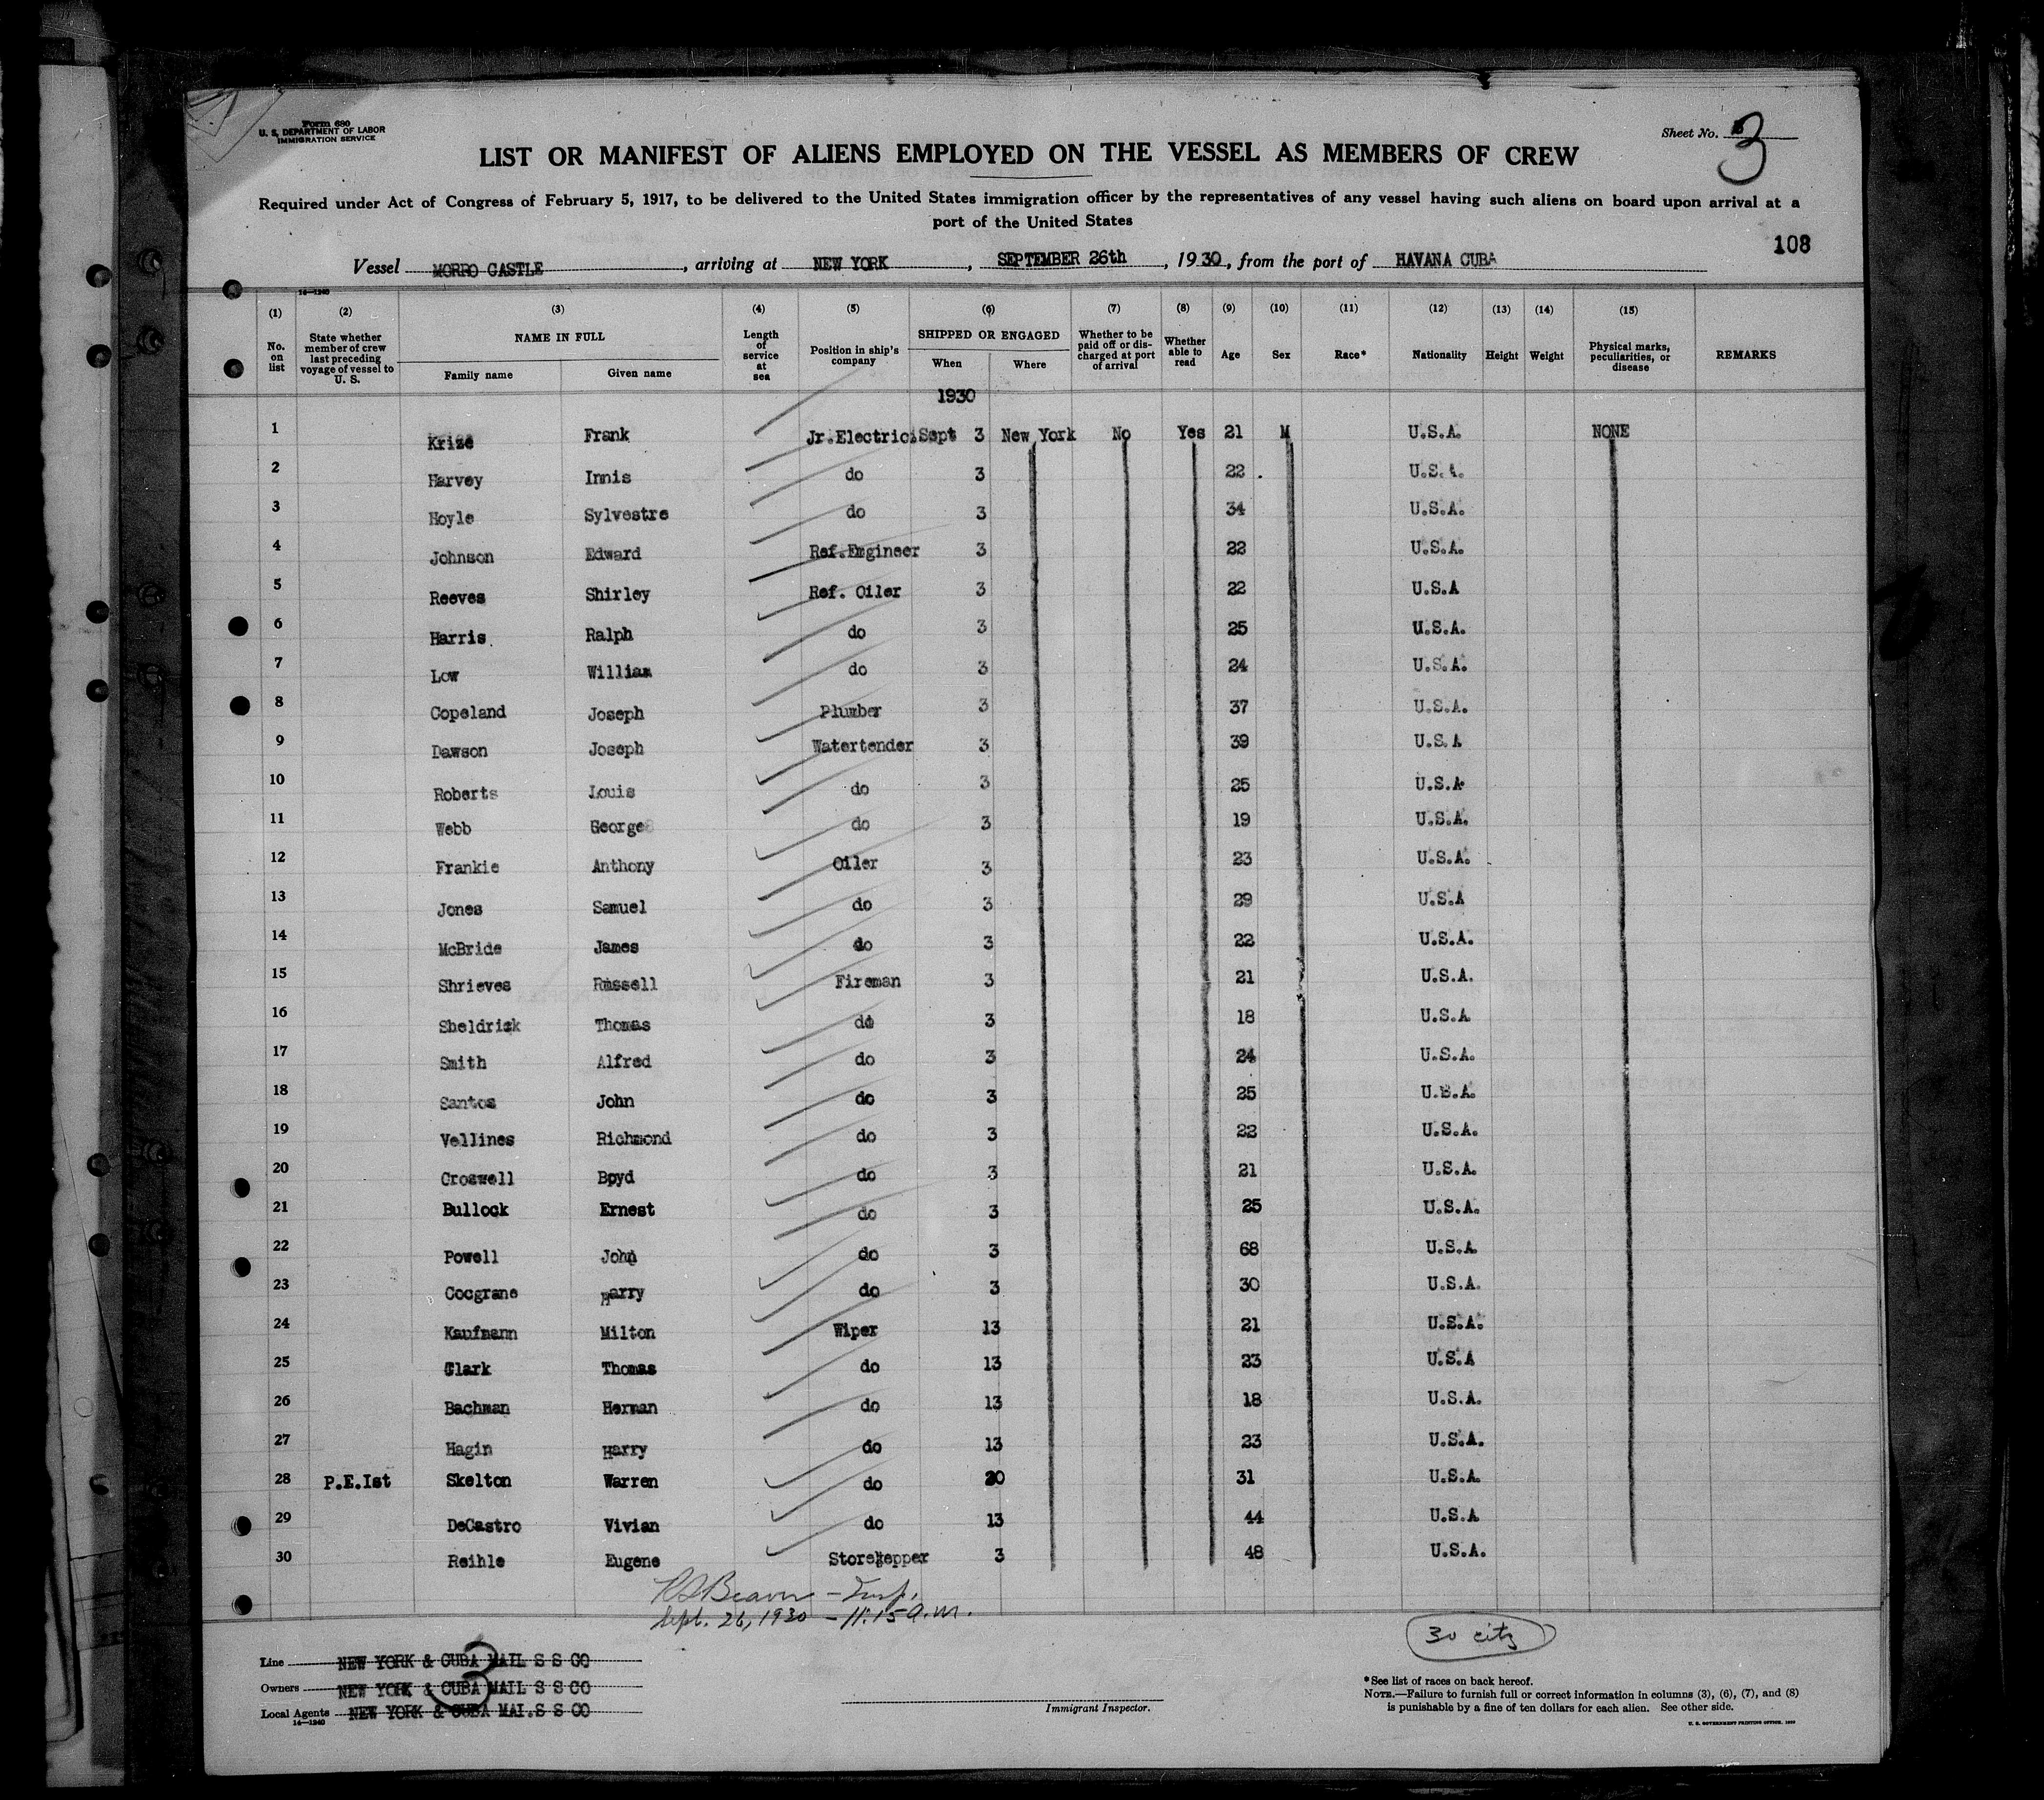 Form 680
U. S. DEPARTMENT OF LABOR
IMMIGRATION SERVICE
Sheet No. 3
LIST OR MANIFEST OF ALIENS EMPLOYED ON THE VESSEL AS MEMBERS OF CREW
Required under Act of Congress of February 5, 1917, to be delivered to the United States immigration officer by the representatives of any vessel having such aliens on board upon arrival at a
port of the United States
108
Vessel MORRO CASTLE, arriving at NEW YORK, SEPTEMBER 26th, 1930, from the port of HAVANA CUBA
14—1240
(1) (2) (3) (4) (5) (6) (7) (8) (9) (10) (11) (12) (13) (14) (15)
No. on list State whether member of crew last preceding voyage of vessel to U. S. NAME IN FULL Family name Given name Length of service at sea Position in ship's company SHIPPED OR ENGAGED When Where Whether to be paid off or discharged at port of arrival Whether able to read Age Sex Race* Nationality Height Weight Physical marks, peculiarities, or disease REMARKS
1930
1 Krize Frank Jr.Electric. Sept 3 New York No Yes 21 M U.S.A. NONE
2 Harvey Innis do 3 22 U.S.A.
3 Hoyle Sylvestre do 3 34 U.S.A.
4 Johnson Edward Ref.Engineer 3 22 U.S.A.
5 Reeves Shirley Ref. Oiler 3 22 U.S.A
6 Harris. Ralph do 3 25 U.S.A.
7 Low William do 3 24 U.S.A.
8 Copeland Joseph Plumber 3 37 U.S.A.
9 Dawson Joseph Watertender 3 39 U.S.A
10 Roberts Louis do 3 25 U.S.A
11 Webb George do 3 19 U.S.A.
12 Frankie Anthony Oiler 3 23 U.S.A.
13 Jones Samuel do 3 29 U.S.A
14 McBride James do 3 22 U.S.A.
15 Shrieves Russell Fireman 3 21 U.S.A.
16 Sheldrick Thomas do 3 18 U.S.A
17 Smith Alfred do 3 24 U.S.A.
18 Santos John do 3 25 U.S.A.
19 Vellines Richmond do 3 22 U.S.A.
20 Croswell Boyd do 3 21 U.S.A.
21 Bullock Ernest do 3 25 U.S.A.
22 Powell John do 3 68 U.S.A
23 Cocgrane Harry do 3 30 U.S.A.
24 Kaufmann Milton Wiper 13 21 U.S.A.
25 Clark Thomas do 13 23 U.S.A
26 Bachman Herman do 13 18 U.S.A.
27 Hagin Harry do 13 23 U.S.A.
28 P.E.Ist Skelton Warren do 20 31 U.S.A.
29 DeCastro Vivian do 13 44 U.S.A
30 Reihle Eugene Storekepper 3 48 U.S.A.
Beaver — Insp.
Sept. 26, 1930 — 11:15 a.m.
30 citz
Line NEW YORK & CUBA MAIL S S CO
Owners NEW YORK & CUBA MAIL S S CO
Local Agents NEW YORK & CUBA MAI.S S CO
14—1240
3
Immigrant Inspector.
*See list of races on back hereof.
NOTE.—Failure to furnish full or correct information in columns (3), (6), (7), and (8)
is punishable by a fine of ten dollars for each alien. See other side.